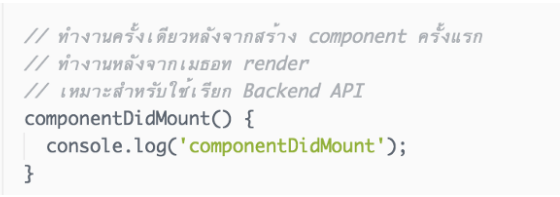 // ทำงานครั้งเดียวหลังจากสร้าง component ครั้งแรก
// ทำงานหลังจากเมธอท render
// เหมาะสำหรับใช้เรียก Backend API
componentDidMount() {
  console.log('componentDidMount');
}